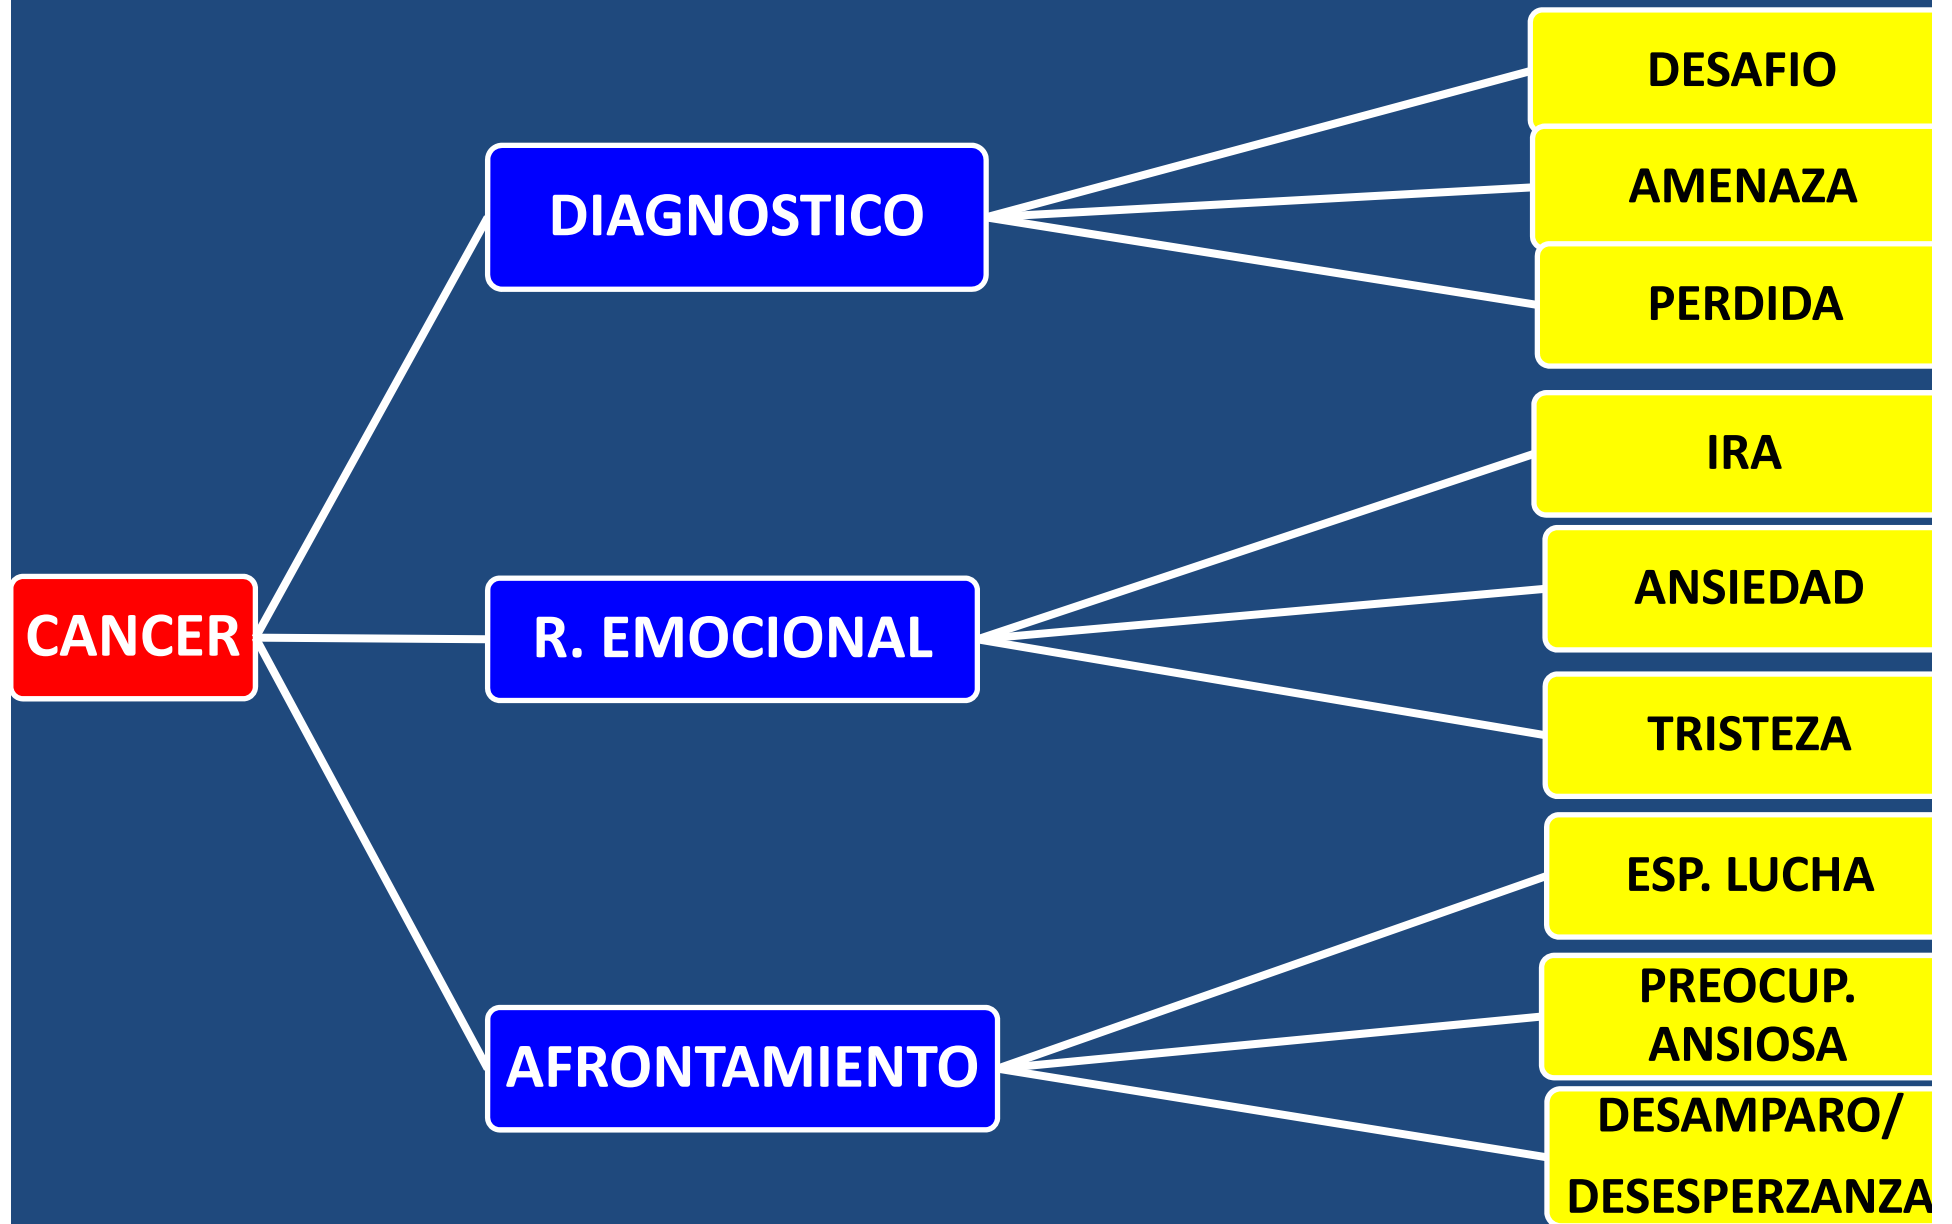 CANCER
DIAGNOSTICO
DESAFIO
AMENAZA
PERDIDA
R. EMOCIONAL
IRA
ANSIEDAD
TRISTEZA
AFRONTAMIENTO
ESP. LUCHA
PREOCUP.
ANSIOSA
DESAMPARO/
DESESPERZANZA